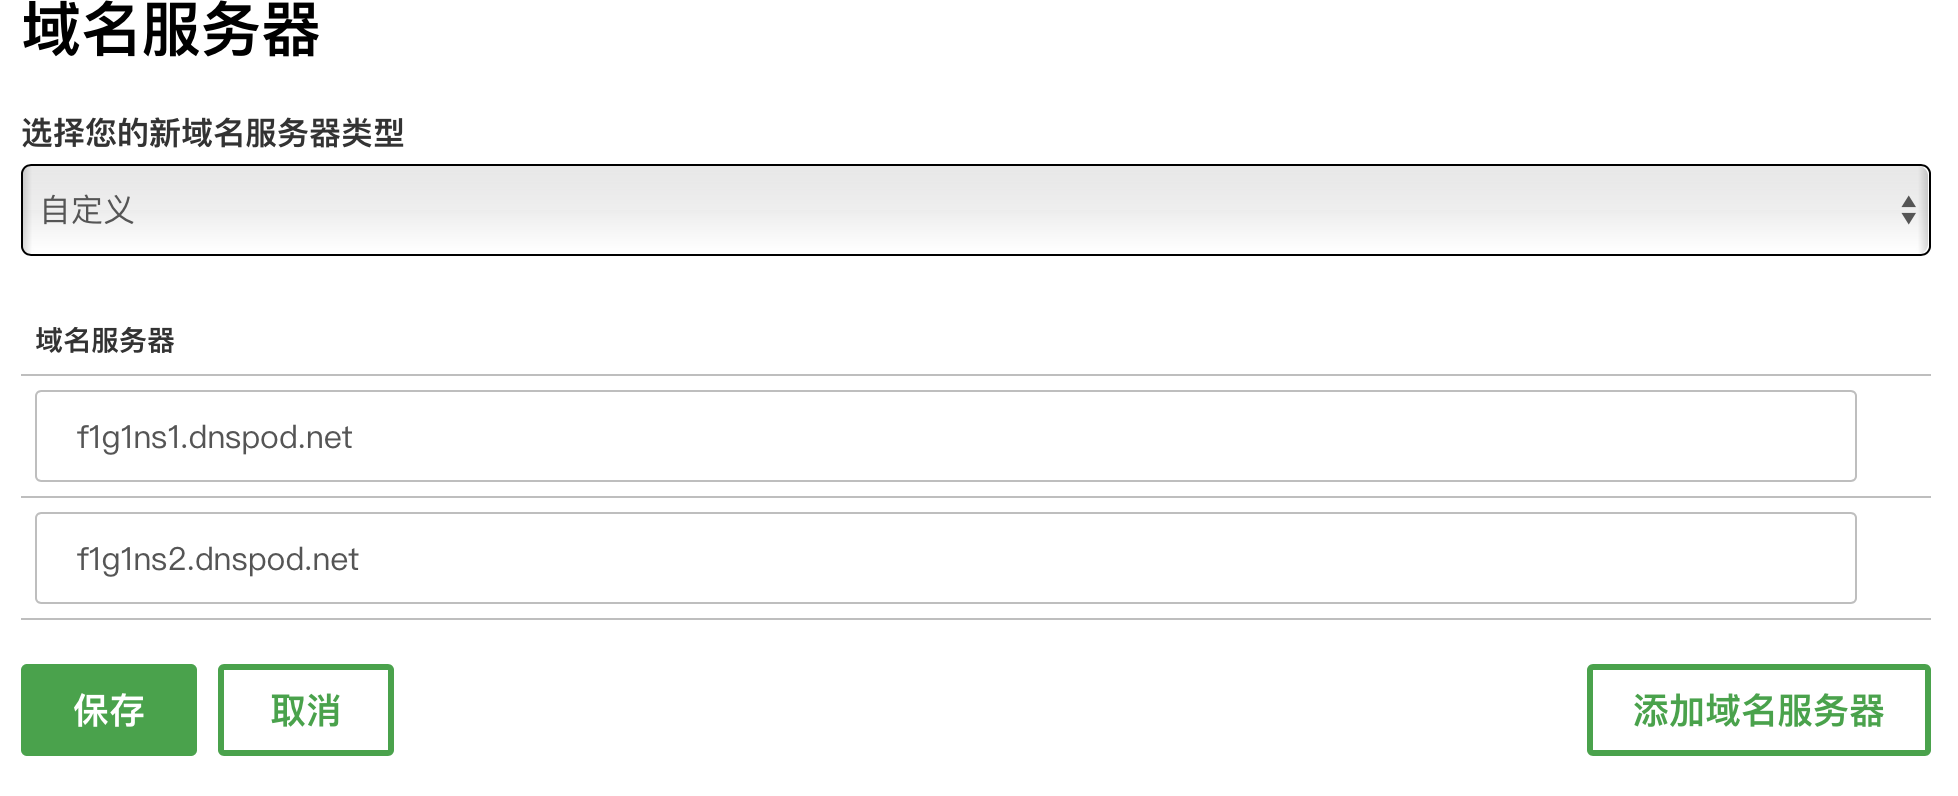 域名服务器
选择您的新域名服务器类型
自定义
域名服务器
f1g1ns1.dnspod.net
f1g1ns2.dnspod.net
保存 取消 添加域名服务器